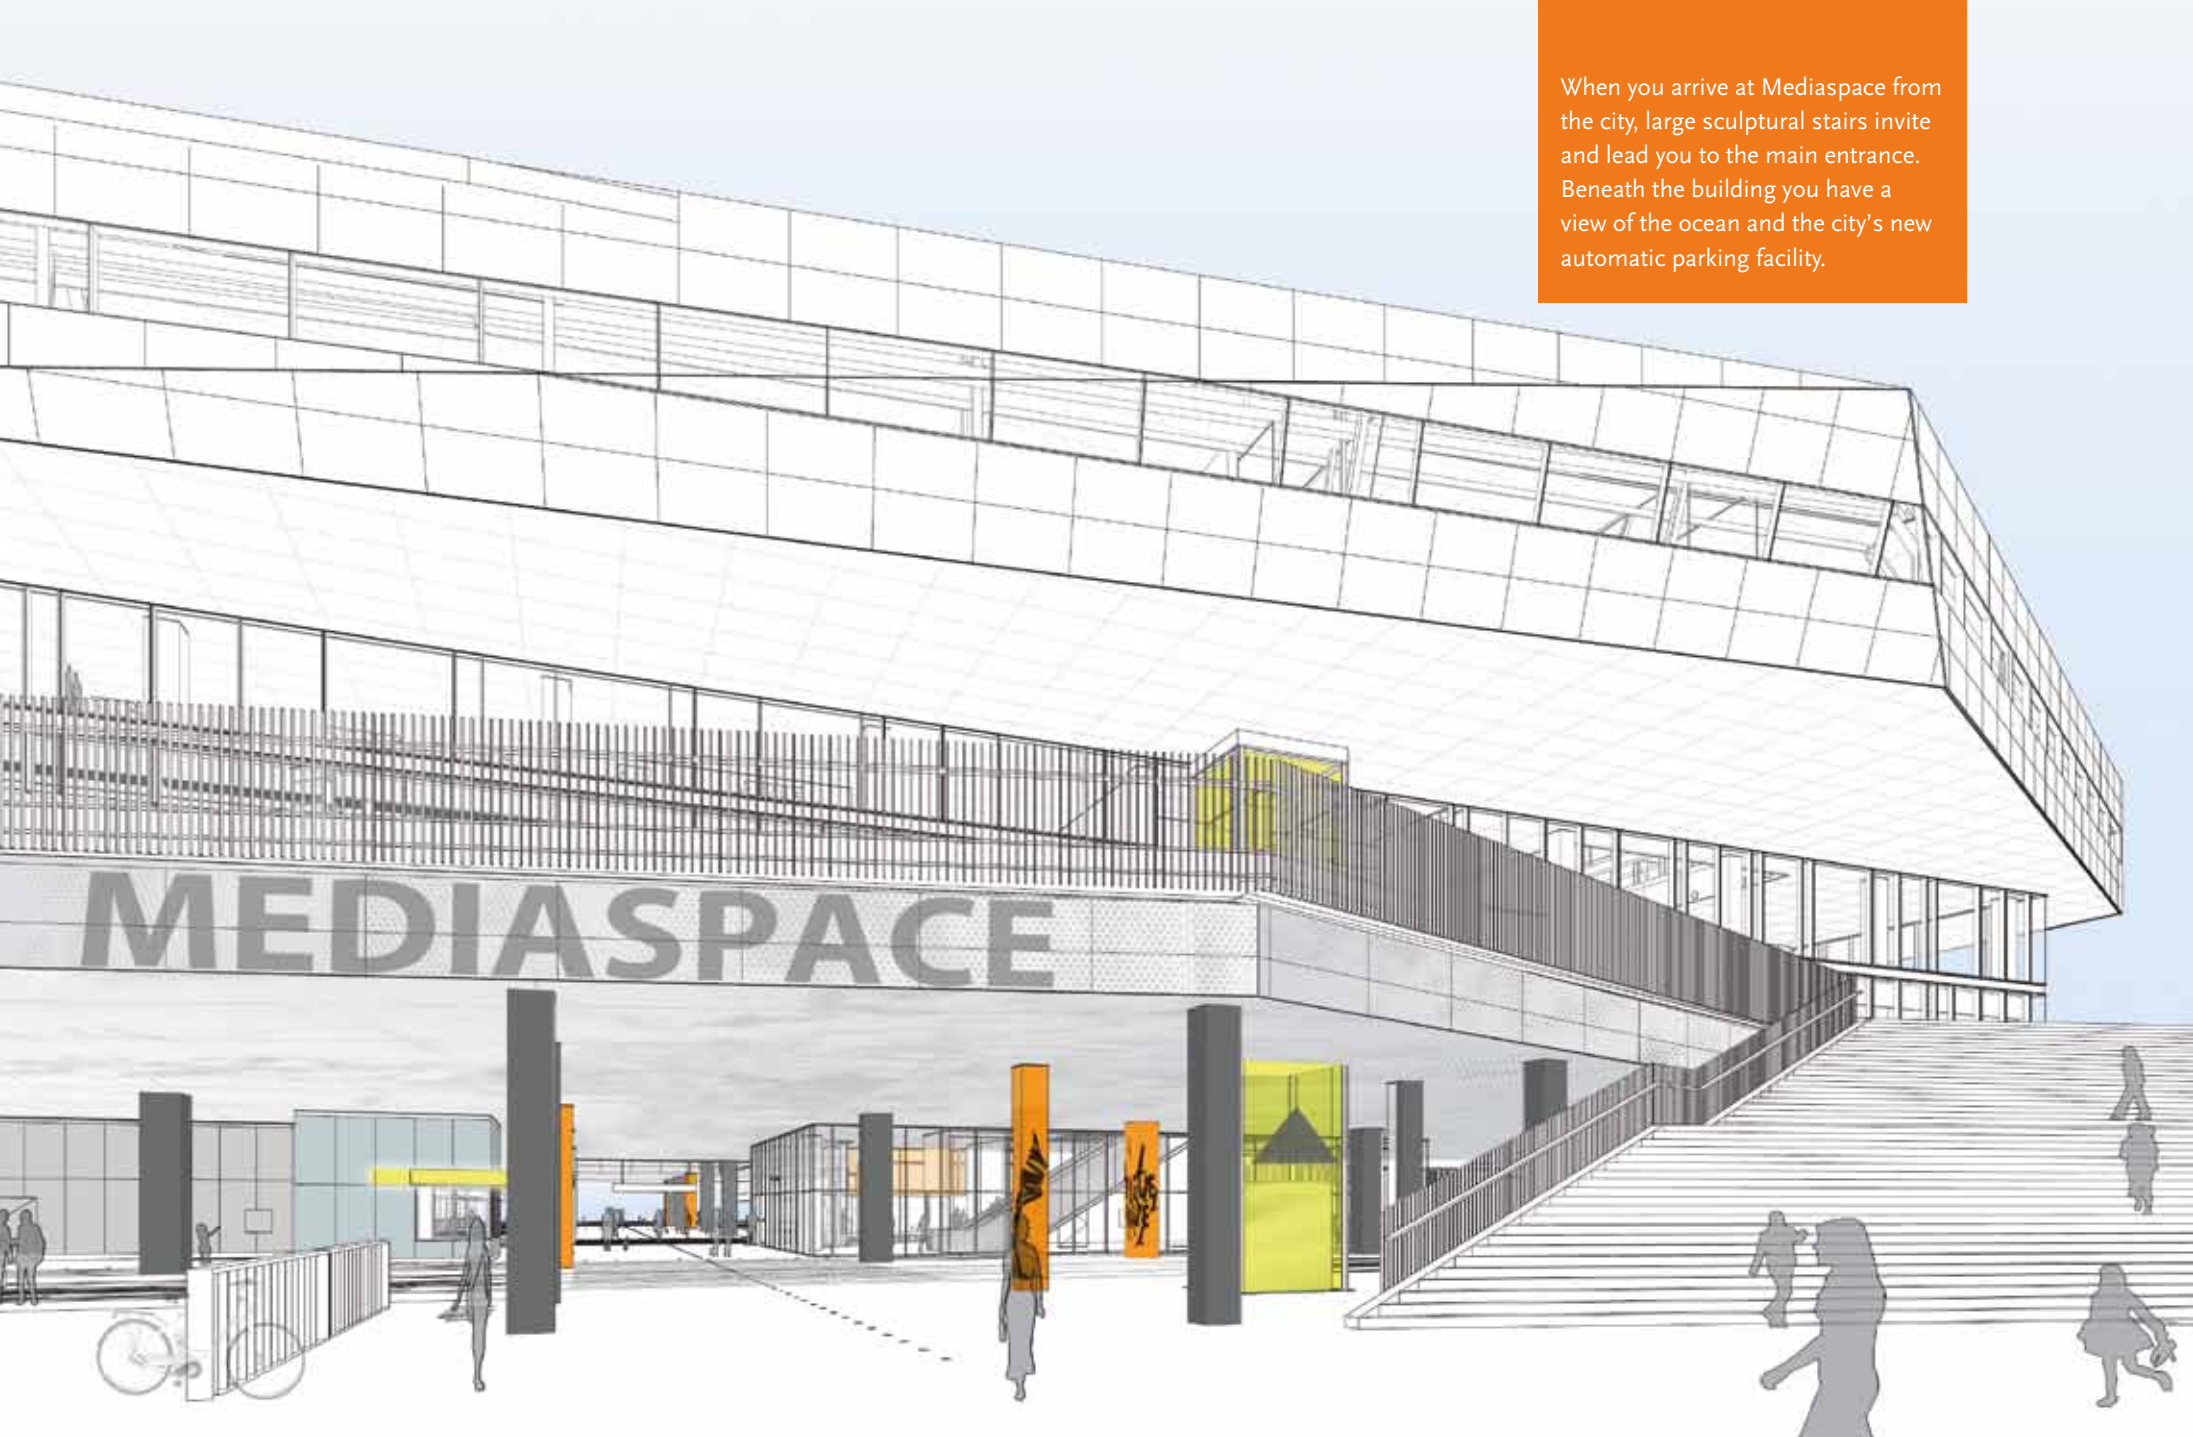 When you arrive at Mediaspace from
the city, large sculptural stairs invite
and lead you to the main entrance.
Beneath the building you have a
view of the ocean and the city's new
automatic parking facility.
MEDIASPACE